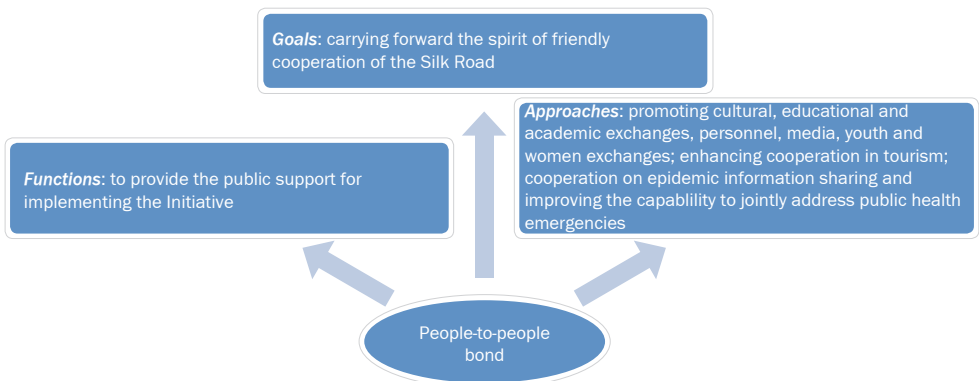 Goals: carrying forward the spirit of friendly
cooperation of the Silk Road
Functions: to provide the public support for
implementing the Initiative
Approaches: promoting cultural, educational and
academic exchanges, personnel, media, youth and
women exchanges; enhancing cooperation in tourism;
cooperation on epidemic information sharing and
improving the capablility to jointly address public health
emergencies
People-to-people
bond